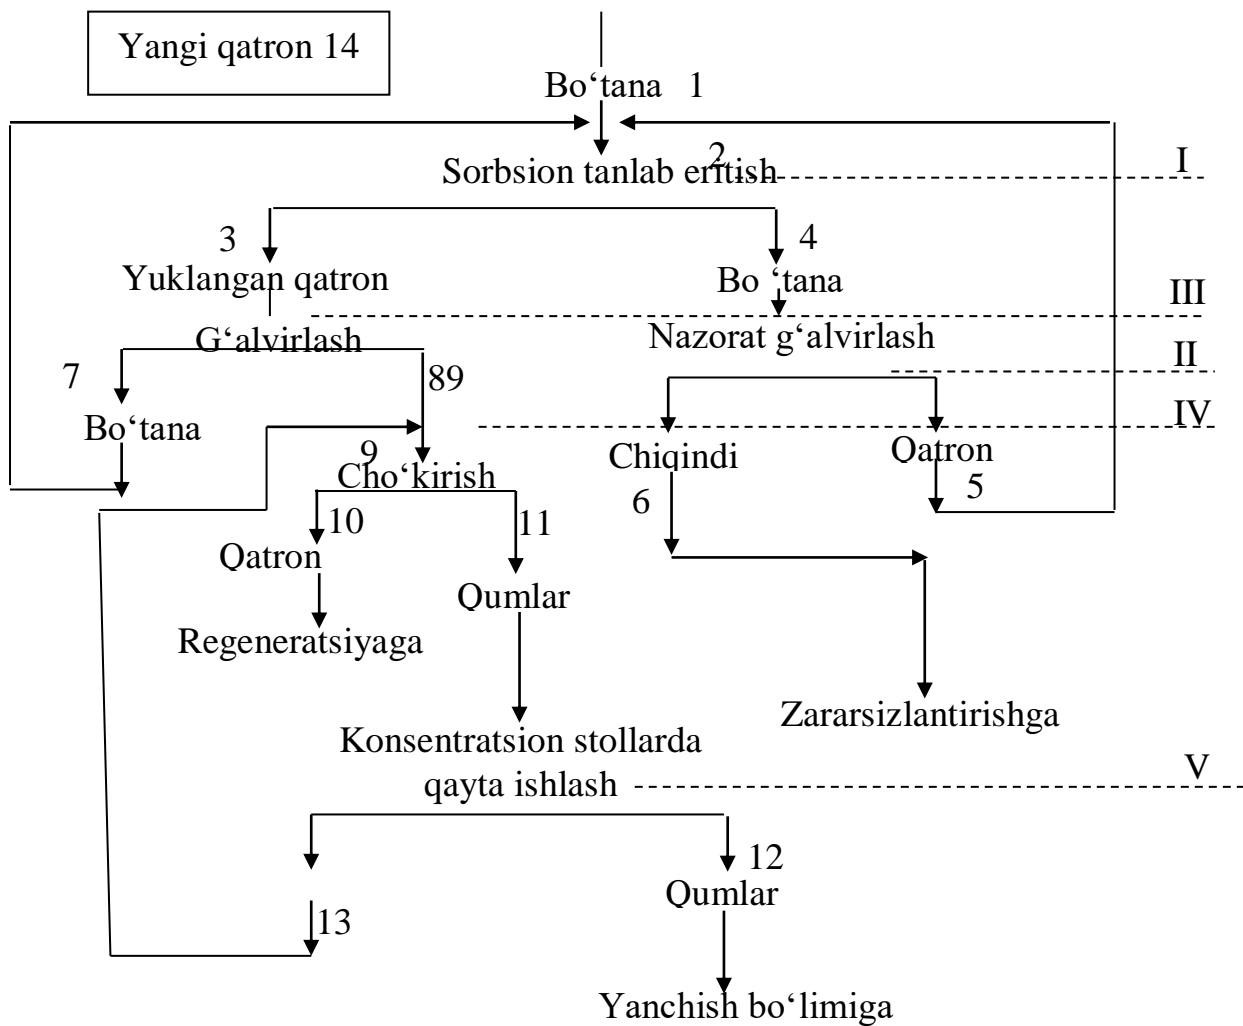 Yangi qatron 14
Bo‘tana 1
2
Sorbsion tanlab eritish
I
3
4
Yuklangan qatron
Bo ‘tana
III
G‘alvirlash
Nazorat g‘alvirlash
II
7
89
Bo‘tana
IV
9
Cho‘kirish
Chiqindi
Qatron
6
5
10
11
Qatron
Qumlar
Regeneratsiyaga
Zararsizlantirishga
Konsentratsion stollarda
qayta ishlash
V
12
Qumlar
13
Yanchish bo‘limiga